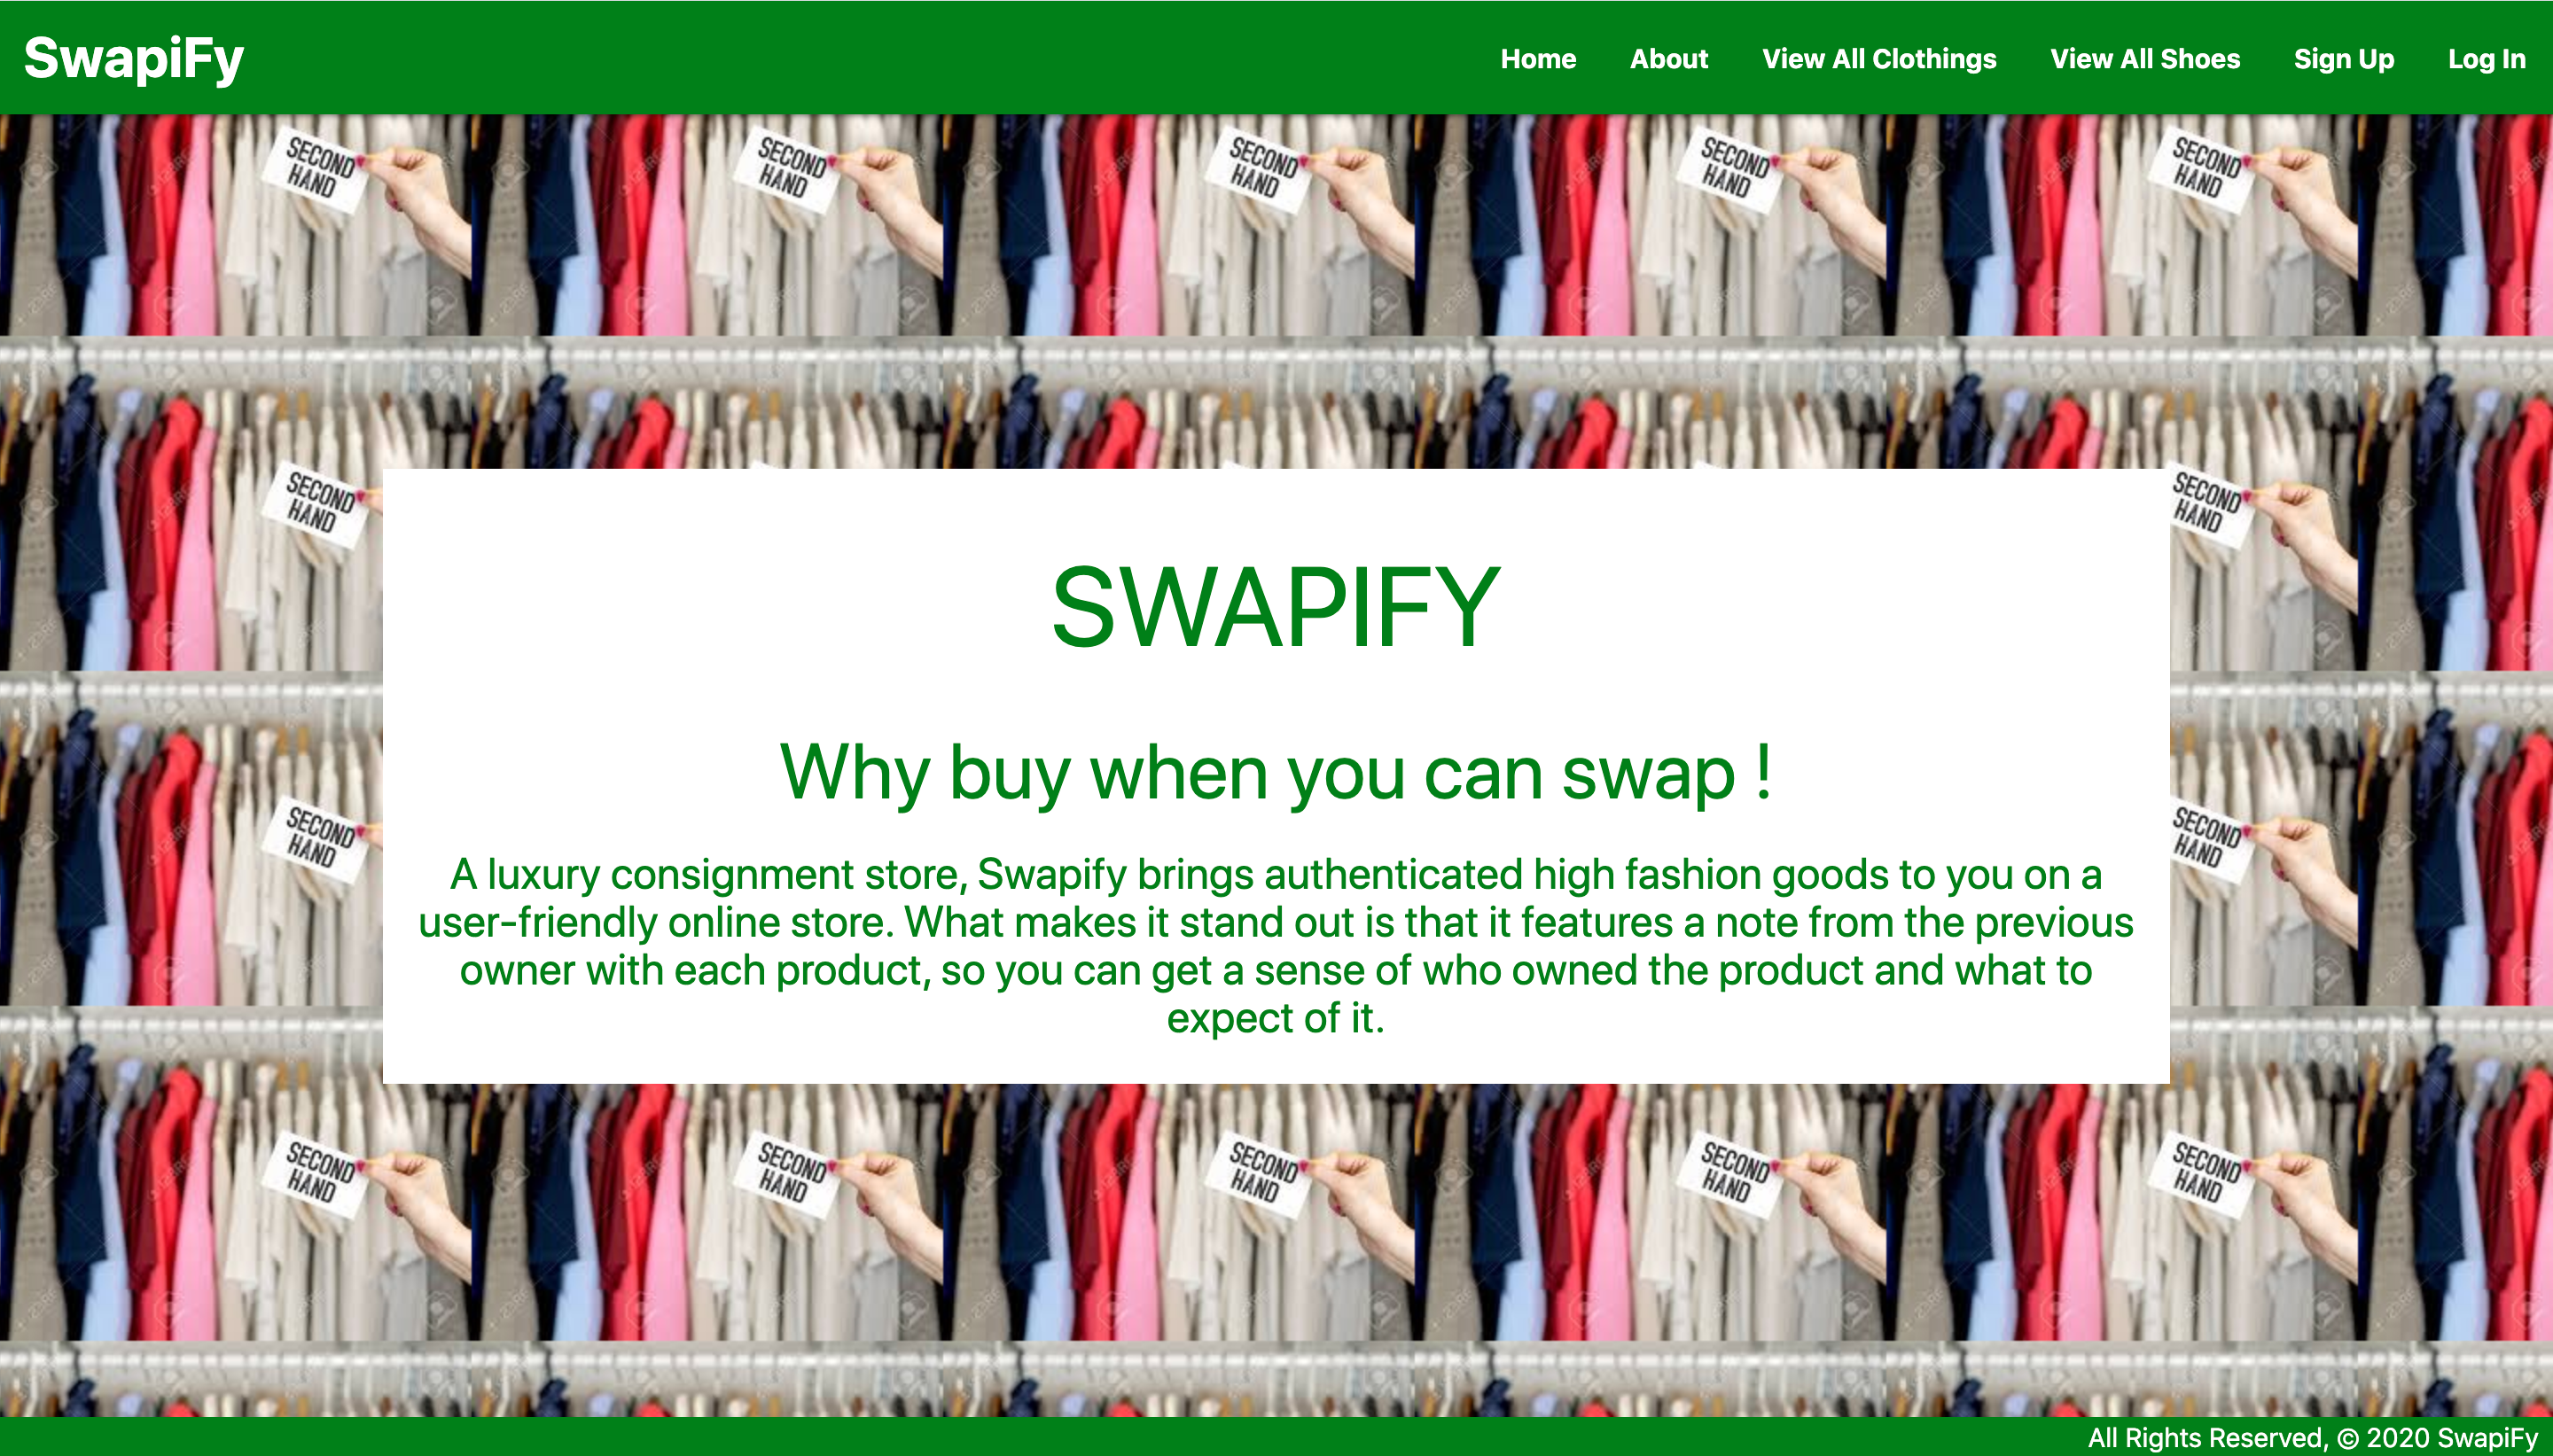 SwapiFy
Home About View All Clothings View All Shoes Sign Up Log In
SECOND SECOND SECOND SECOND SECOND
HAND HAND HAND HAND HAND
SECOND SECOND
HAND HAND
SWAPIFY
Why buy when you can swap !
SECOND SECOND
HAND HAND
A luxury consignment store, Swapify brings authenticated high fashion goods to you on a
user-friendly online store. What makes it stand out is that it features a note from the previous
owner with each product, so you can get a sense of who owned the product and what to
expect of it.
SECOND SECOND SECOND SECOND SECOND
HAND HAND HAND HAND HAND
All Rights Reserved, © 2020 SwapiFy